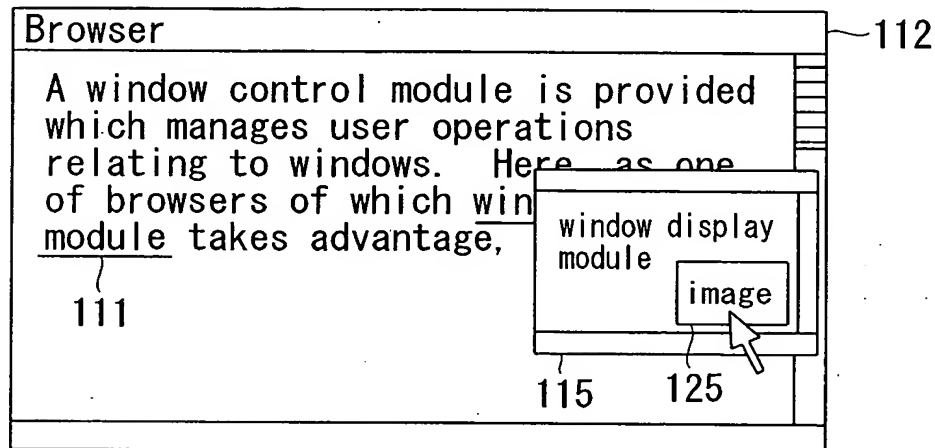 Browser
112
A window control module is provided
which manages user operations
relating to windows. Here, as one
of browsers of which win
module takes advantage,
window display
module
image
111
115
125